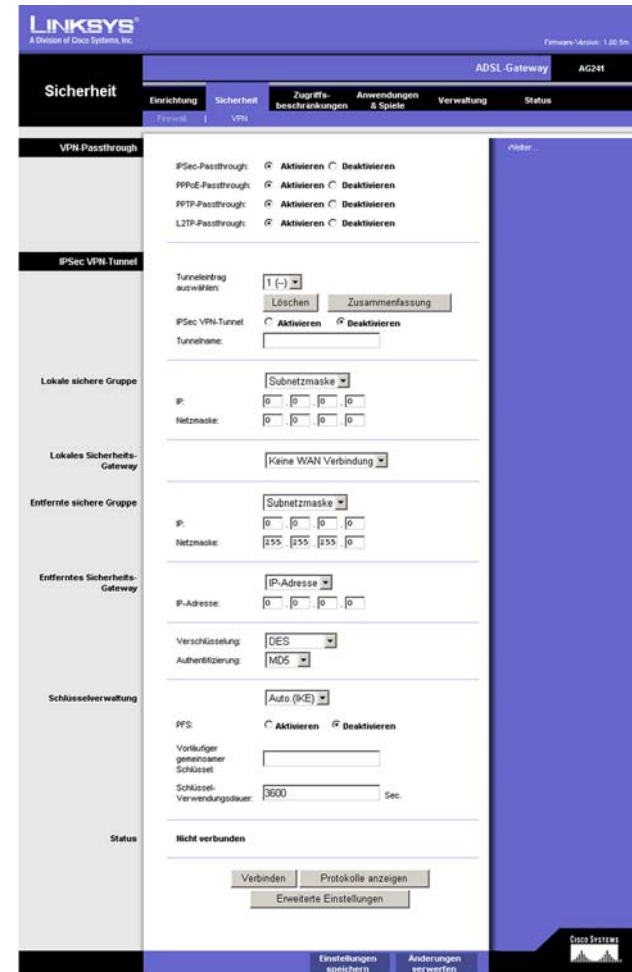 LINKSYS®
A Division of Cisco Systems, Inc.
Firmware-Version: 1.00.5m
ADSL-Gateway AG241
Sicherheit
Einrichtung Sicherheit Zugriffs-beschränkungen Anwendungen & Spiele Verwaltung Status
Firewall | VPN
VPN-Passthrough
Weiter...
IPSec-Passthrough: Aktivieren Deaktivieren
PPPoE-Passthrough: Aktivieren Deaktivieren
PPTP-Passthrough: Aktivieren Deaktivieren
L2TP-Passthrough: Aktivieren Deaktivieren
IPSec VPN-Tunnel
Tunneleintrag auswählen: 1 (--)
Löschen Zusammenfassung
IPSec VPN-Tunnel Aktivieren Deaktivieren
Tunnelname:
Lokale sichere Gruppe Subnetzmaske
IP: 0 . 0 . 0 . 0
Netzmaske: 0 . 0 . 0 . 0
Lokales Sicherheits-Gateway Keine WAN Verbindung
Entfernte sichere Gruppe Subnetzmaske
IP: 0 . 0 . 0 . 0
Netzmaske: 255 . 255 . 255 . 0
Entferntes Sicherheits-Gateway IP-Adresse
IP-Adresse: 0 . 0 . 0 . 0
Verschlüsselung: DES
Authentifizierung: MD5
Schlüsselverwaltung Auto.(IKE)
PFS: Aktivieren Deaktivieren
Vorläufiger gemeinsamer Schlüssel:
Schlüssel-Verwendungsdauer: 3600 Sec.
Status Nicht verbunden
Verbinden Protokolle anzeigen
Erweiterte Einstellungen
Einstellungen speichern Änderungen verwerfen
CISCO SYSTEMS